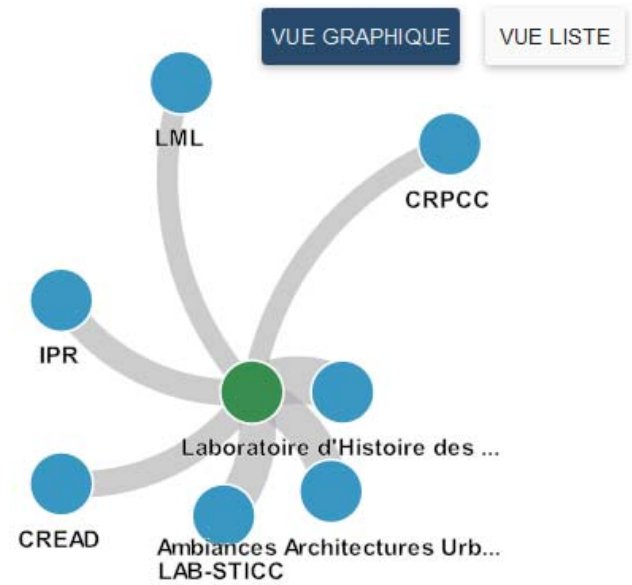 VUE GRAPHIQUE VUE LISTE
LML
CRPCC
IPR
Laboratoire d'Histoire des ...
CREAD
Ambiances Architectures Urb...
LAB-STICC